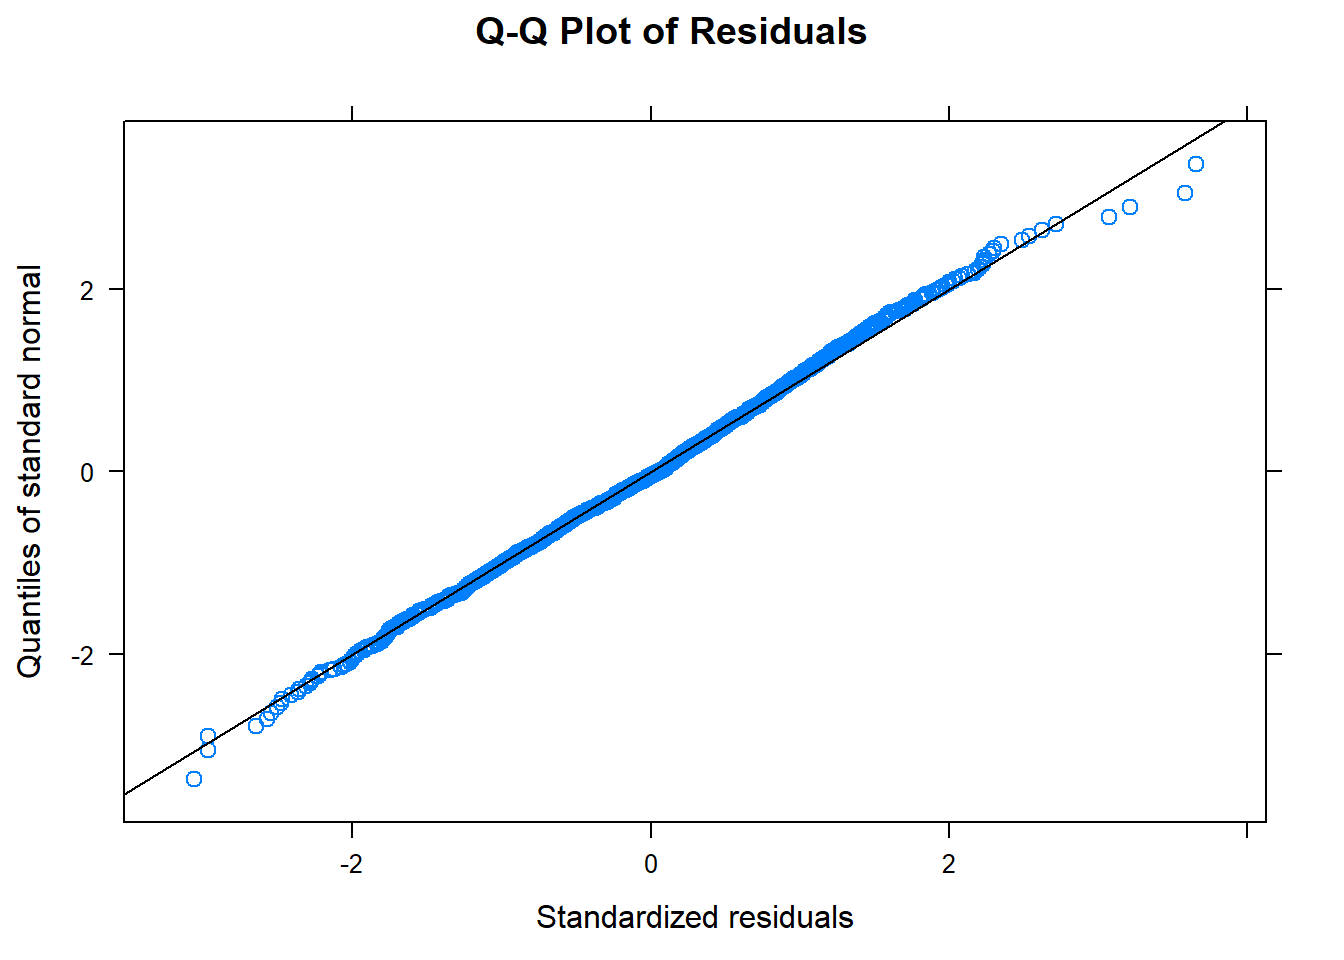 Q-Q Plot of Residuals
Quantiles of standard normal
2
0
-2
-2
0
2
Standardized residuals